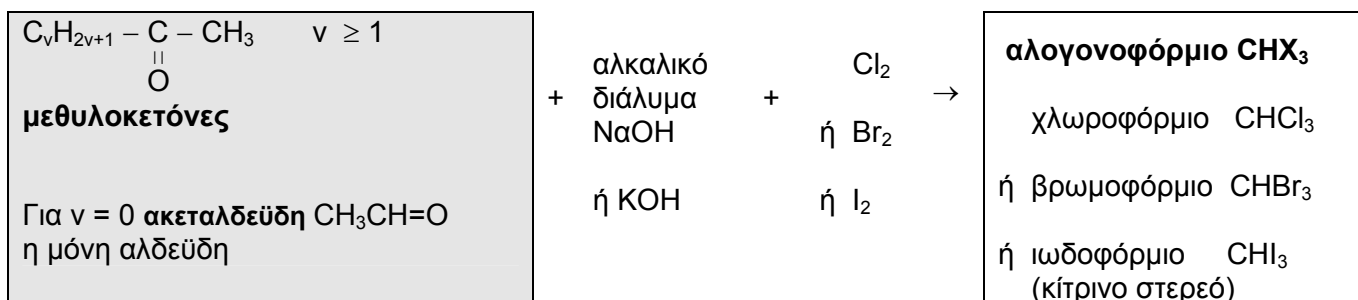 CνH2ν+1 – C – CH3 ν ≥ 1
O
μεθυλοκετόνες
Για ν = 0 ακεταλδεϋδη CH3CH=O
η μόνη αλδεϋδη
+ αλκαλικό
διάλυμα
ΝαΟΗ
ή ΚΟΗ
+ Cl2
ή Br2
ή I2
→
αλογονοφόρμιο CHX3
χλωροφόρμιο CHCl3
ή βρωμοφόρμιο CHBr3
ή ιωδοφόρμιο CHI3
(κίτρινο στερεό)